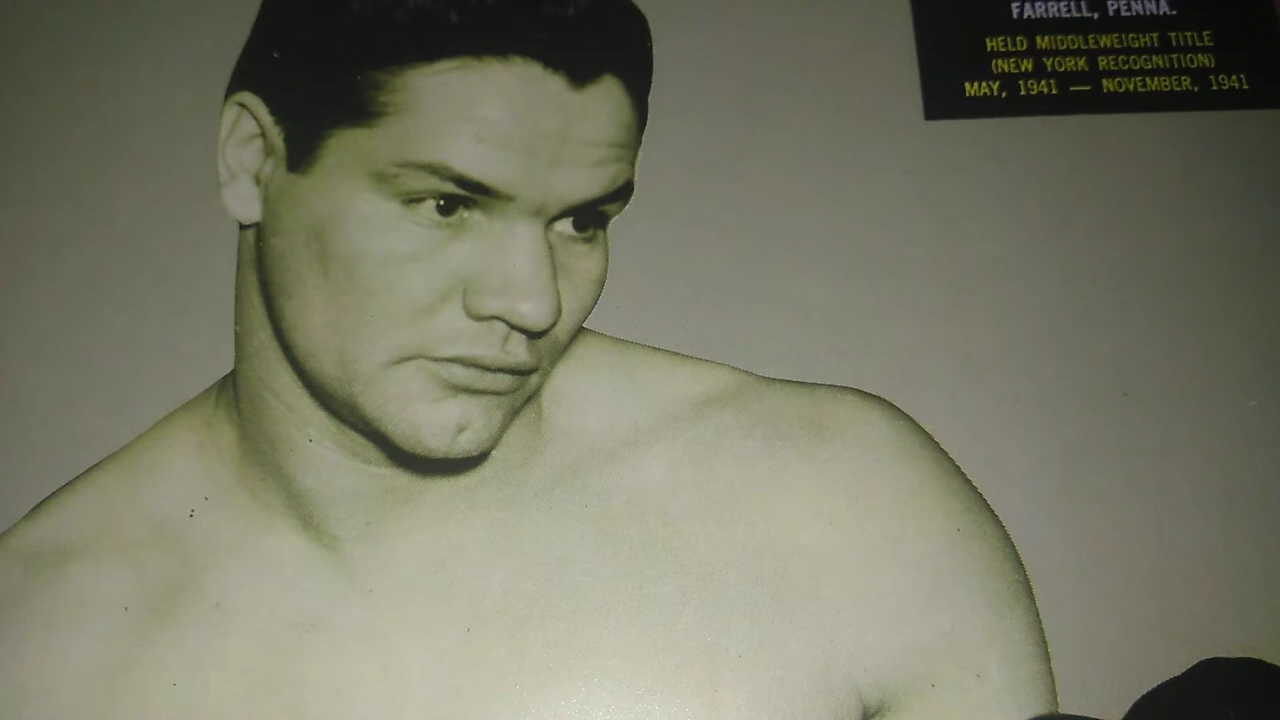 FARRELL, PENNA.
HELD MIDDLEWEIGHT TITLE
(NEW YORK RECOGNITION)
MAY, 1941 — NOVEMBER, 1941